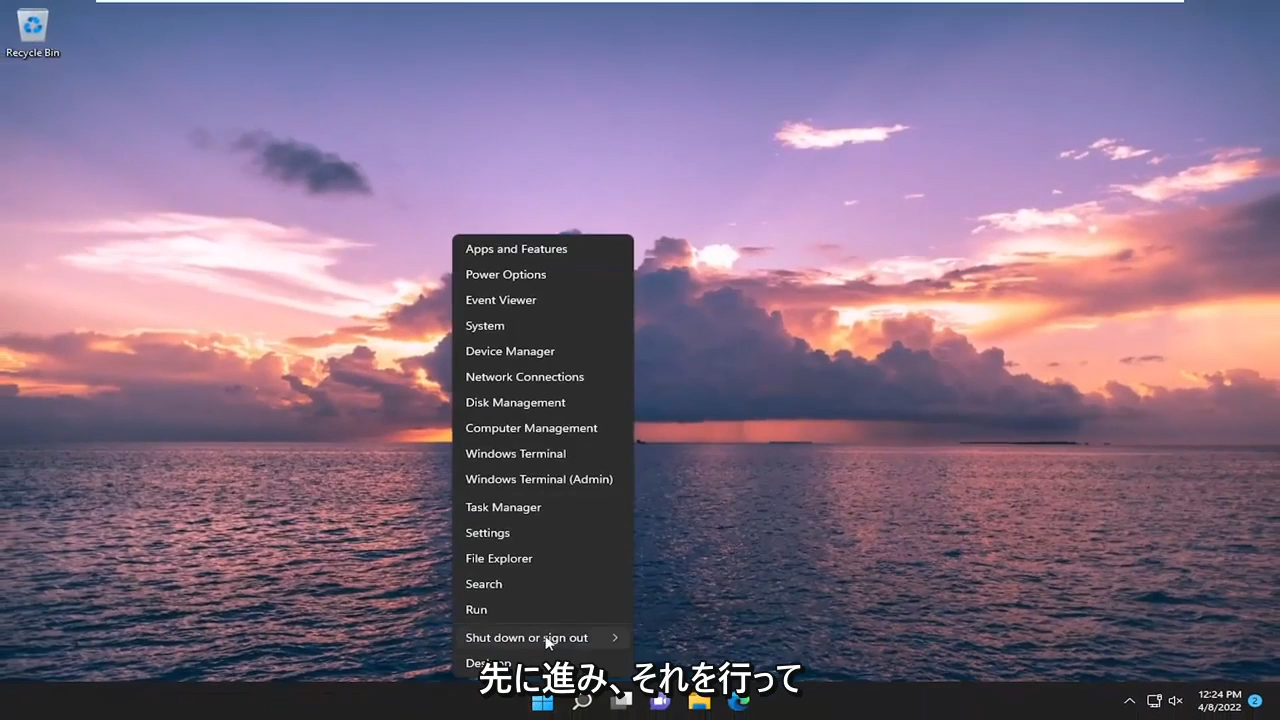 Recycle Bin
Apps and Features
Power Options
Event Viewer
System
Device Manager
Network Connections
Disk Management
Computer Management
Windows Terminal
Windows Terminal (Admin)
Task Manager
Settings
File Explorer
Search
Run
Shut down or sign out
Desktop
先に進み、それを行って
12:24 PM
4/8/2022
2